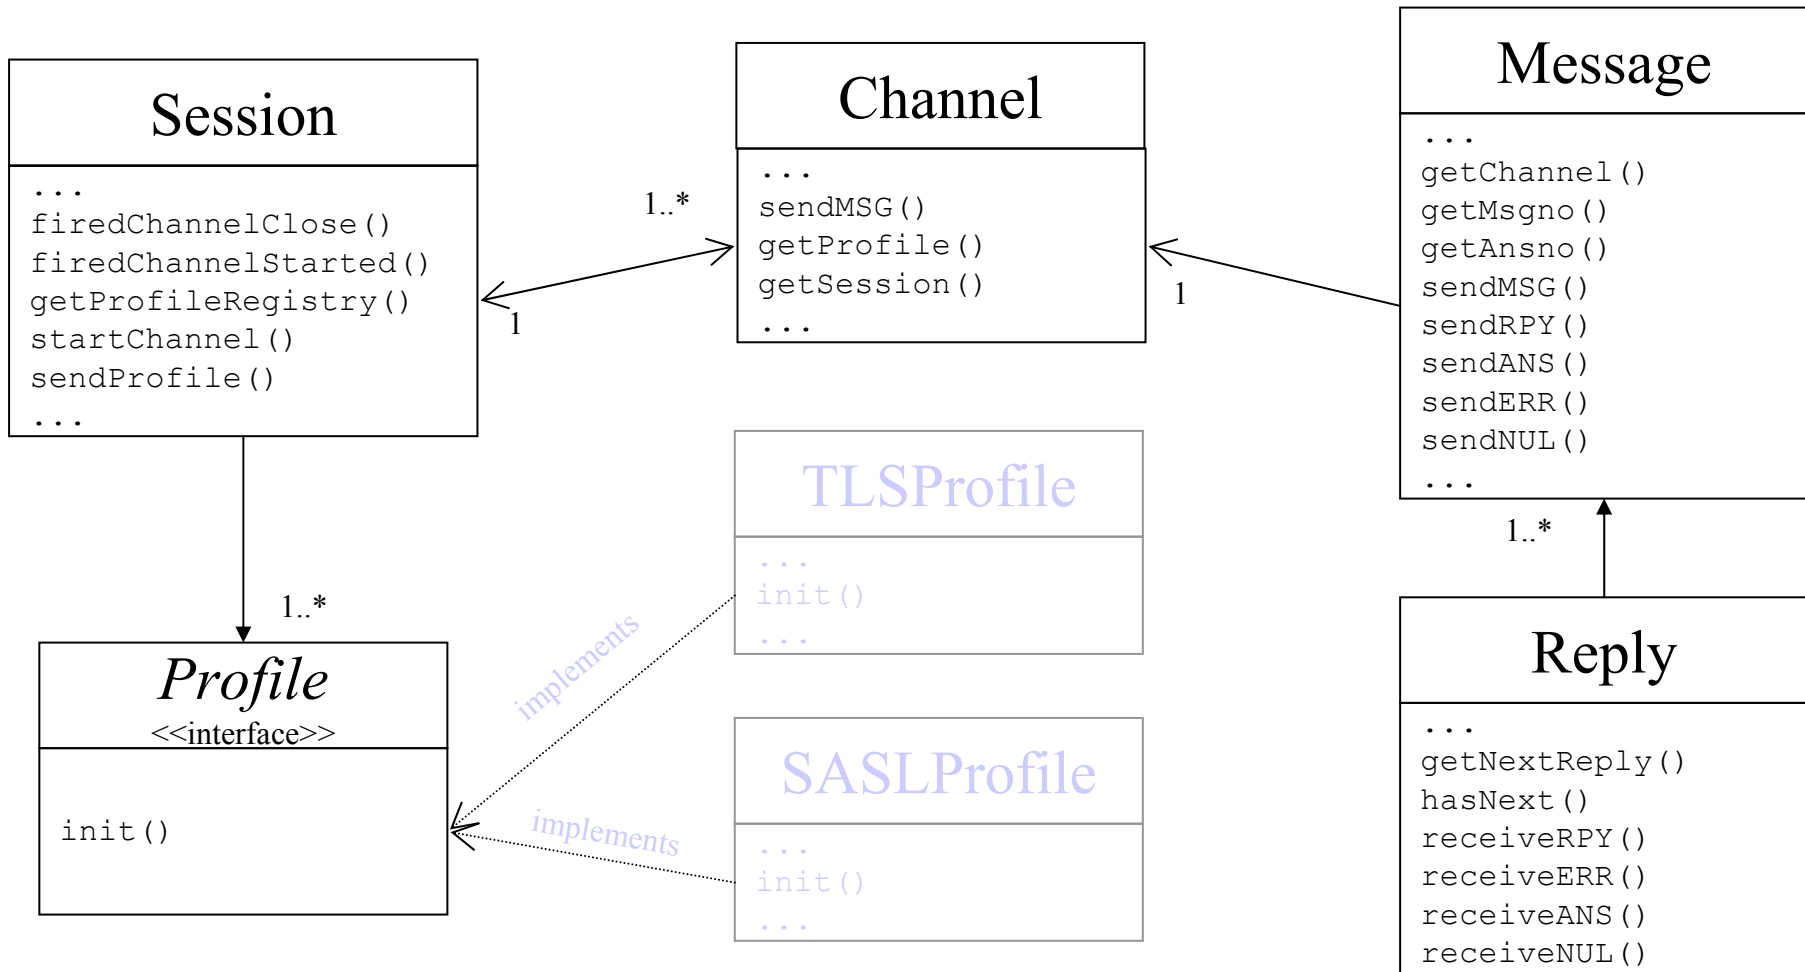 Session
...
firedChannelClose()
firedChannelStarted()
getProfileRegistry()
startChannel()
sendProfile()
...
1..*
1
Channel
...
sendMSG()
getProfile()
getSession()
...
1
Message
...
getChannel()
getMsgno()
getAnsno()
sendMSG()
sendRPY()
sendANS()
sendERR()
sendNUL()
...
1..*
Profile
<<interface>>
init()
implements
implements
TLSProfile
...
init()
...
SASLProfile
...
init()
...
1..*
Reply
...
getNextReply()
hasNext()
receiveRPY()
receiveERR()
receiveANS()
receiveNUL()